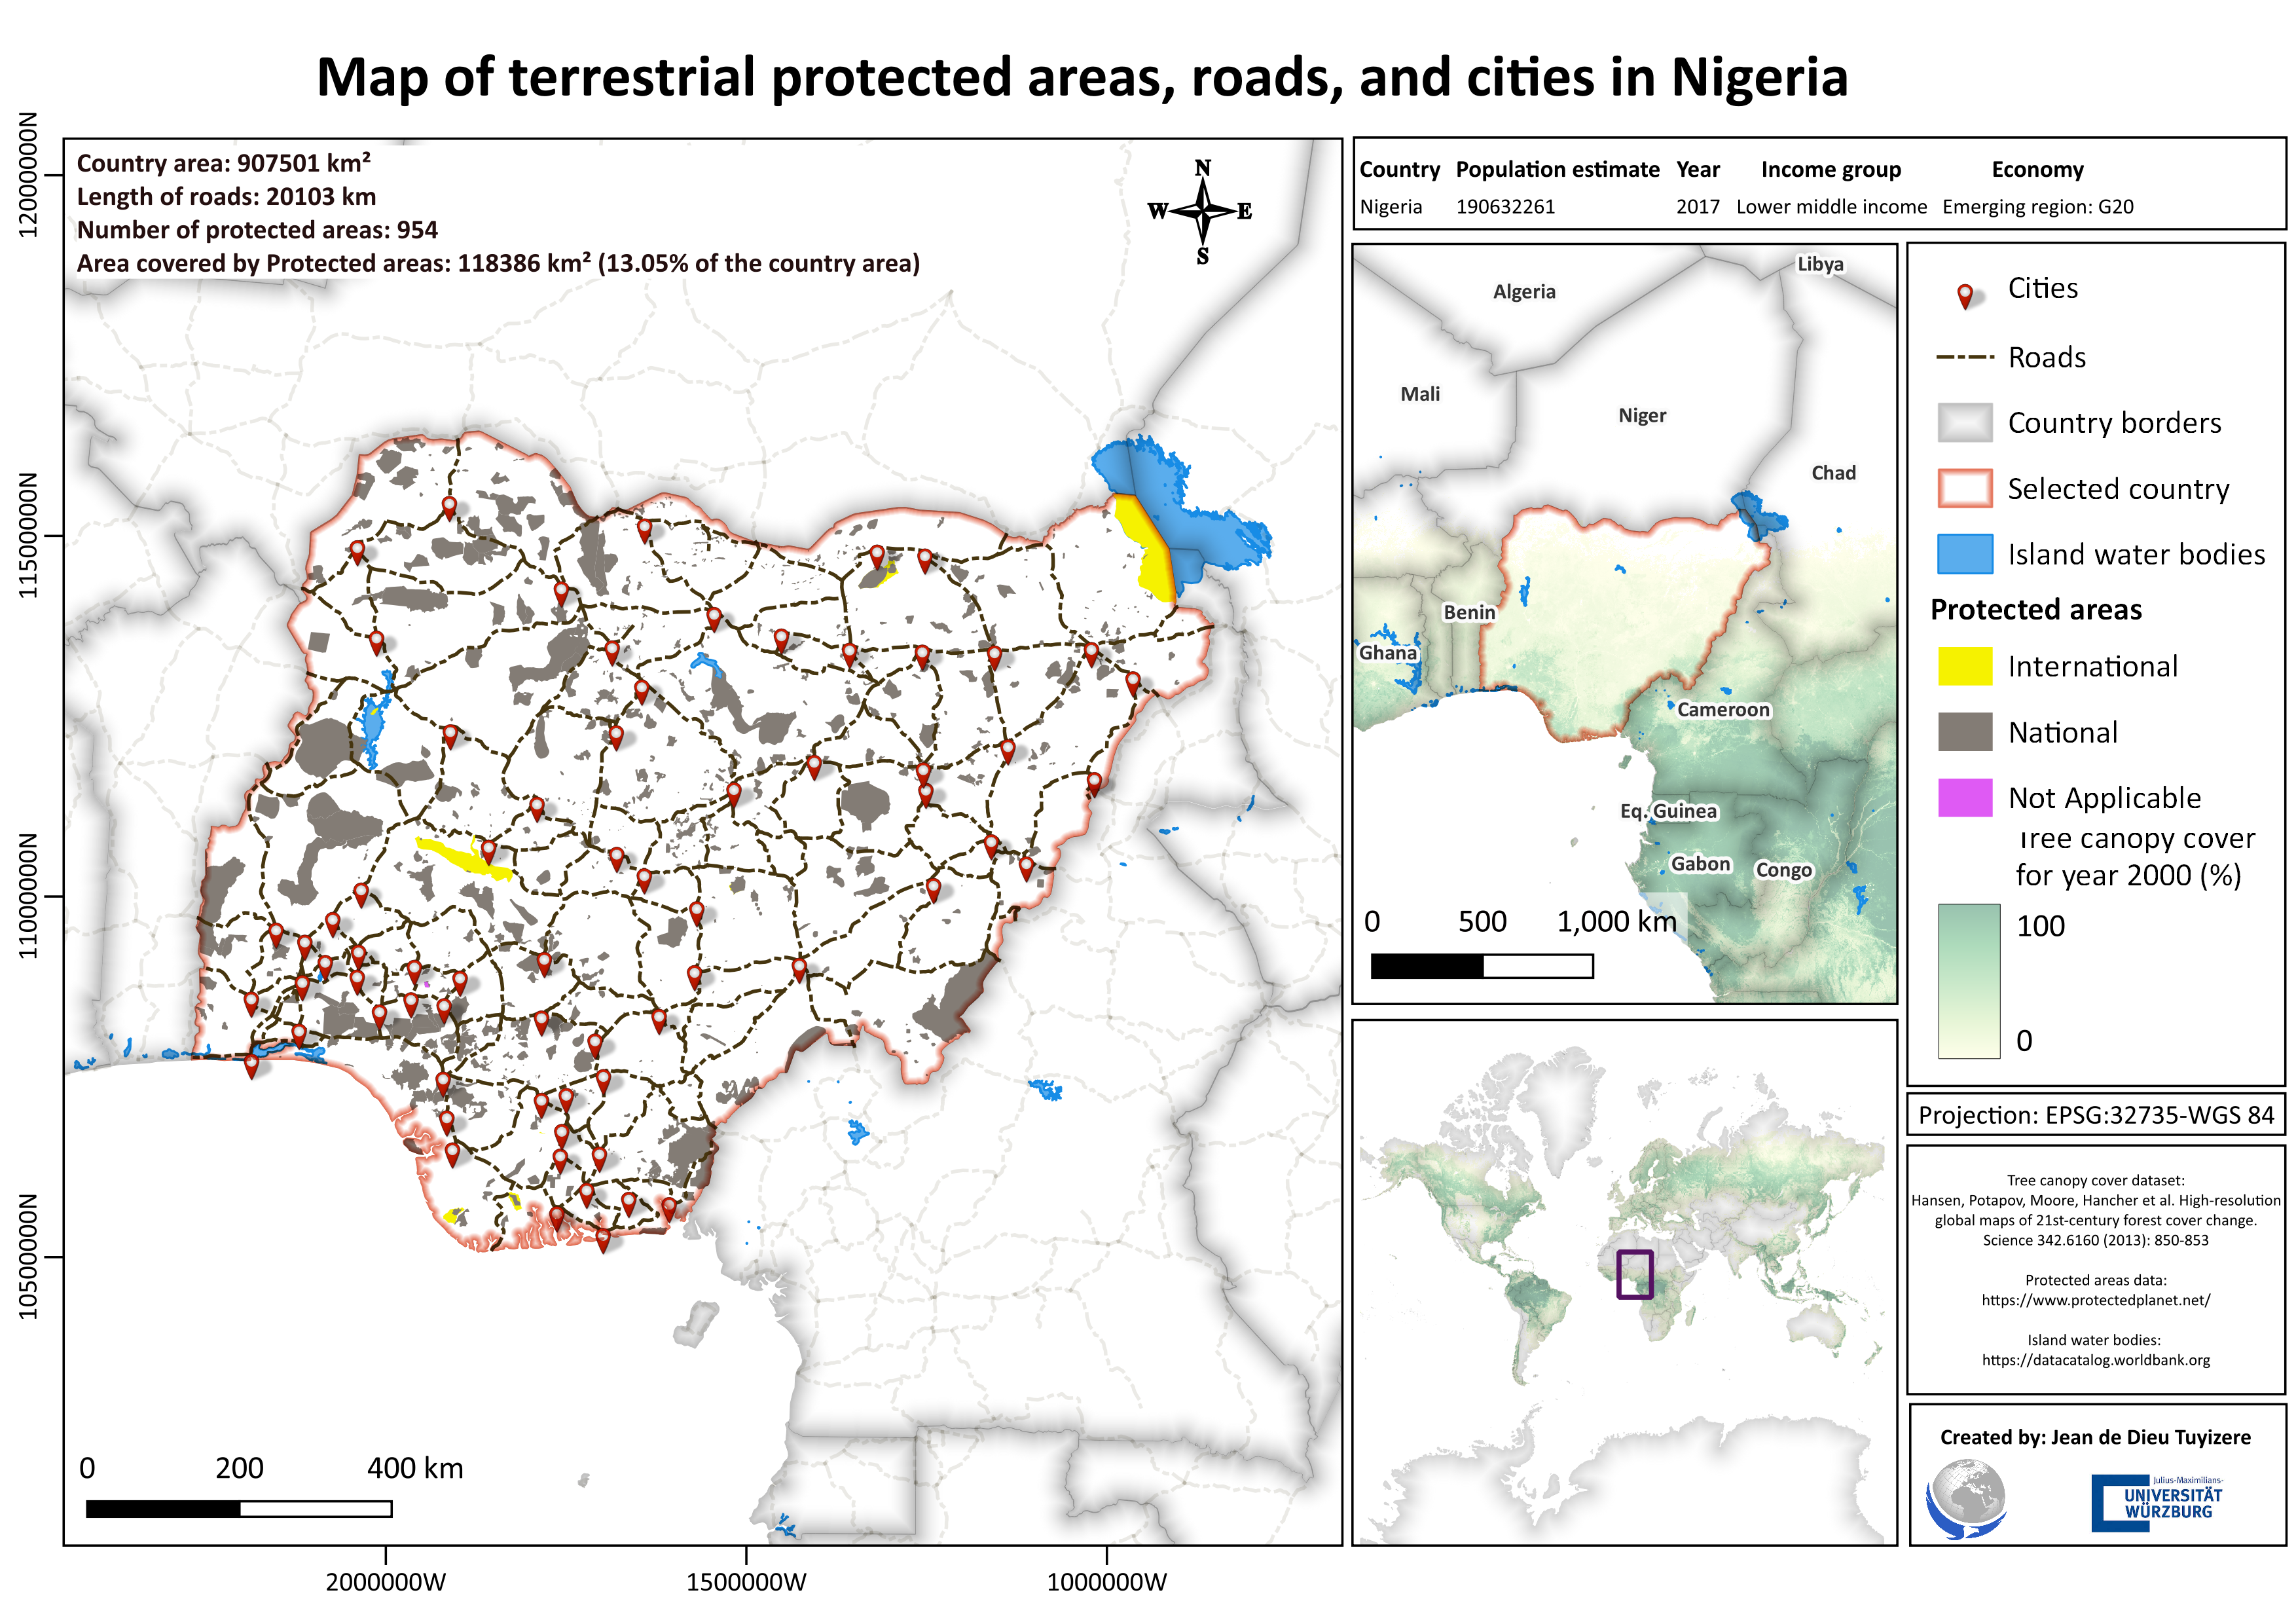 Map of terrestrial protected areas, roads, and cities in Nigeria
Country area: 907501 km²
Length of roads: 20103 km
Number of protected areas: 954
Area covered by Protected areas: 118386 km² (13.05% of the country area)
N
W E
S
12000000N
11500000N
11000000N
10500000N
2000000W 1500000W 1000000W
0 200 400 km
Country Population estimate Year Income group Economy
Nigeria 190632261 2017 Lower middle income Emerging region: G20
Libya
Algeria
Mali
Niger
Chad
Benin
Ghana
Cameroon
Eq. Guinea
Gabon
Congo
0 500 1,000 km
Cities
Roads
Country borders
Selected country
Island water bodies
Protected areas
International
National
Not Applicable
Tree canopy cover
for year 2000 (%)
100
0
Projection: EPSG:32735-WGS 84
Tree canopy cover dataset:
Hansen, Potapov, Moore, Hancher et al. High-resolution
global maps of 21st-century forest cover change.
Science 342.6160 (2013): 850-853
Protected areas data:
https://www.protectedplanet.net/
Island water bodies:
https://datacatalog.worldbank.org
Created by: Jean de Dieu Tuyizere
Julius-Maximilians-
UNIVERSITÄT
WÜRZBURG